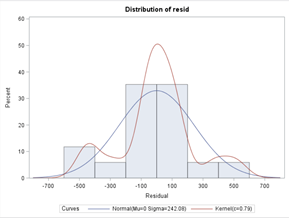 Distribution of resid
60
50
40
30
20
10
0
Percent
-700 -500 -300 -100 100 300 500 700
Residual
Curves Normal(Mu=0 Sigma=242.08) Kernel(c=0.79)